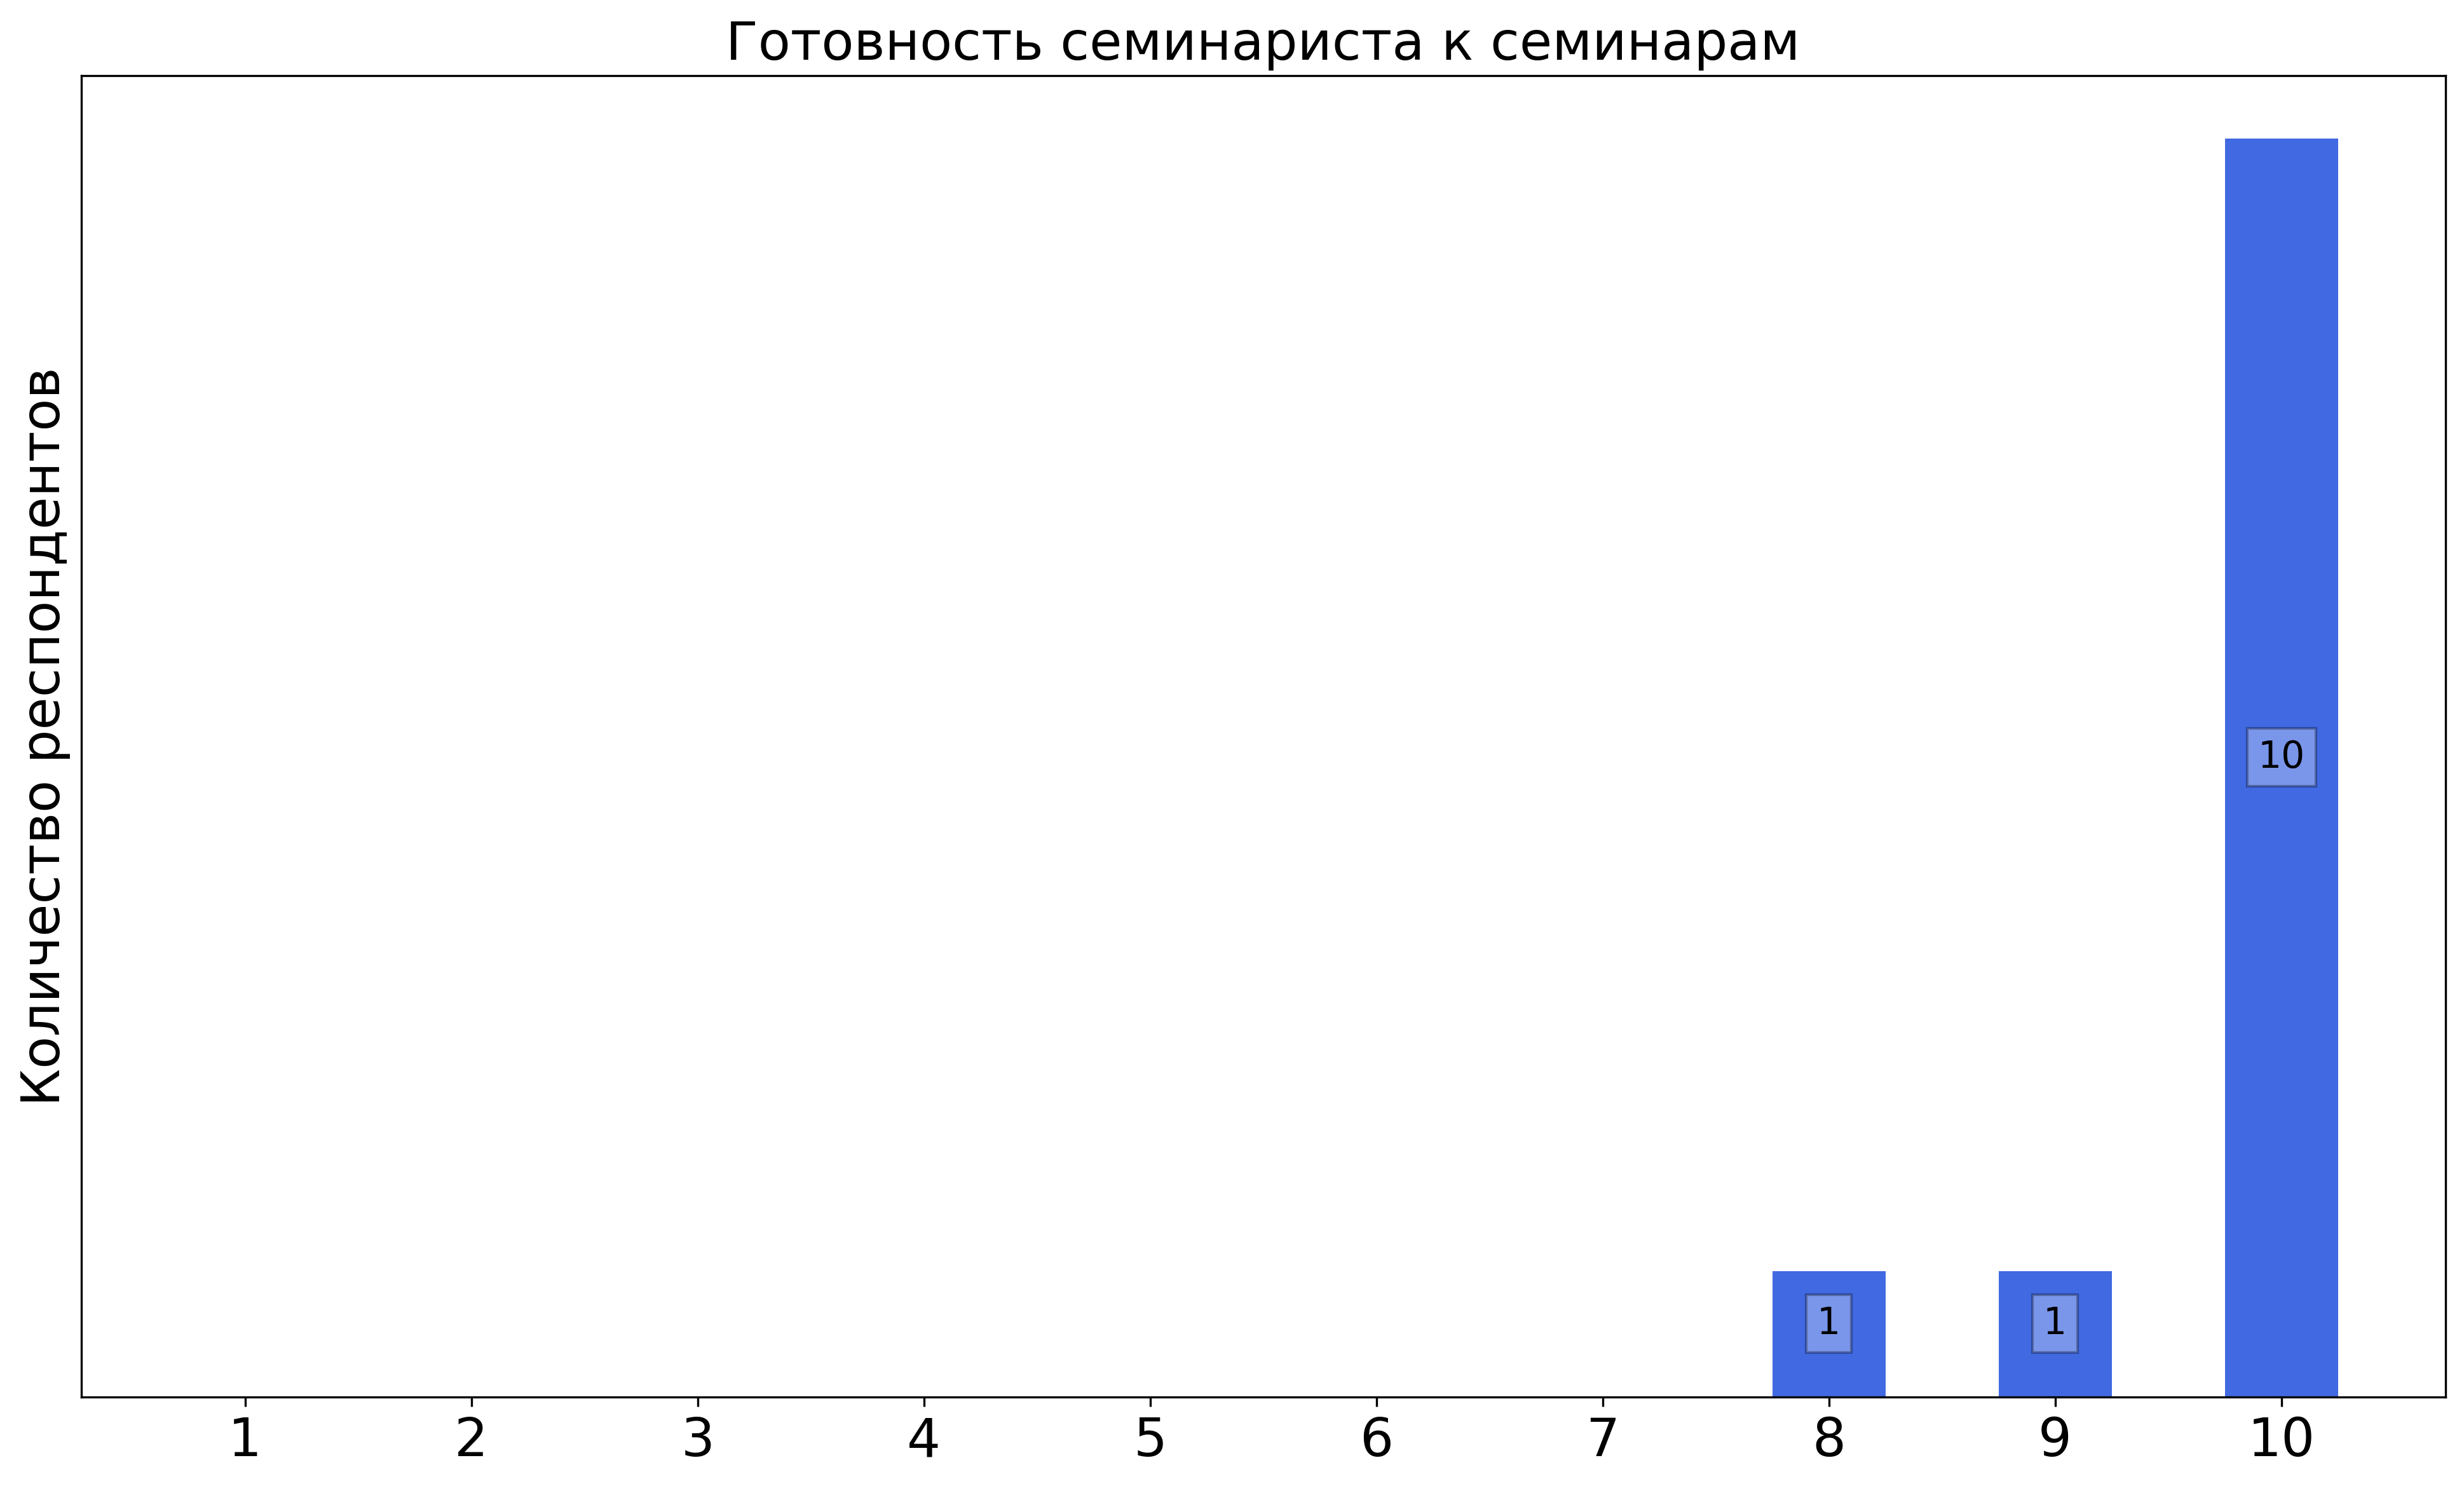 Готовность семинариста к семинарам
Количество респондентов
10
1 1
1 2 3 4 5 6 7 8 9 10